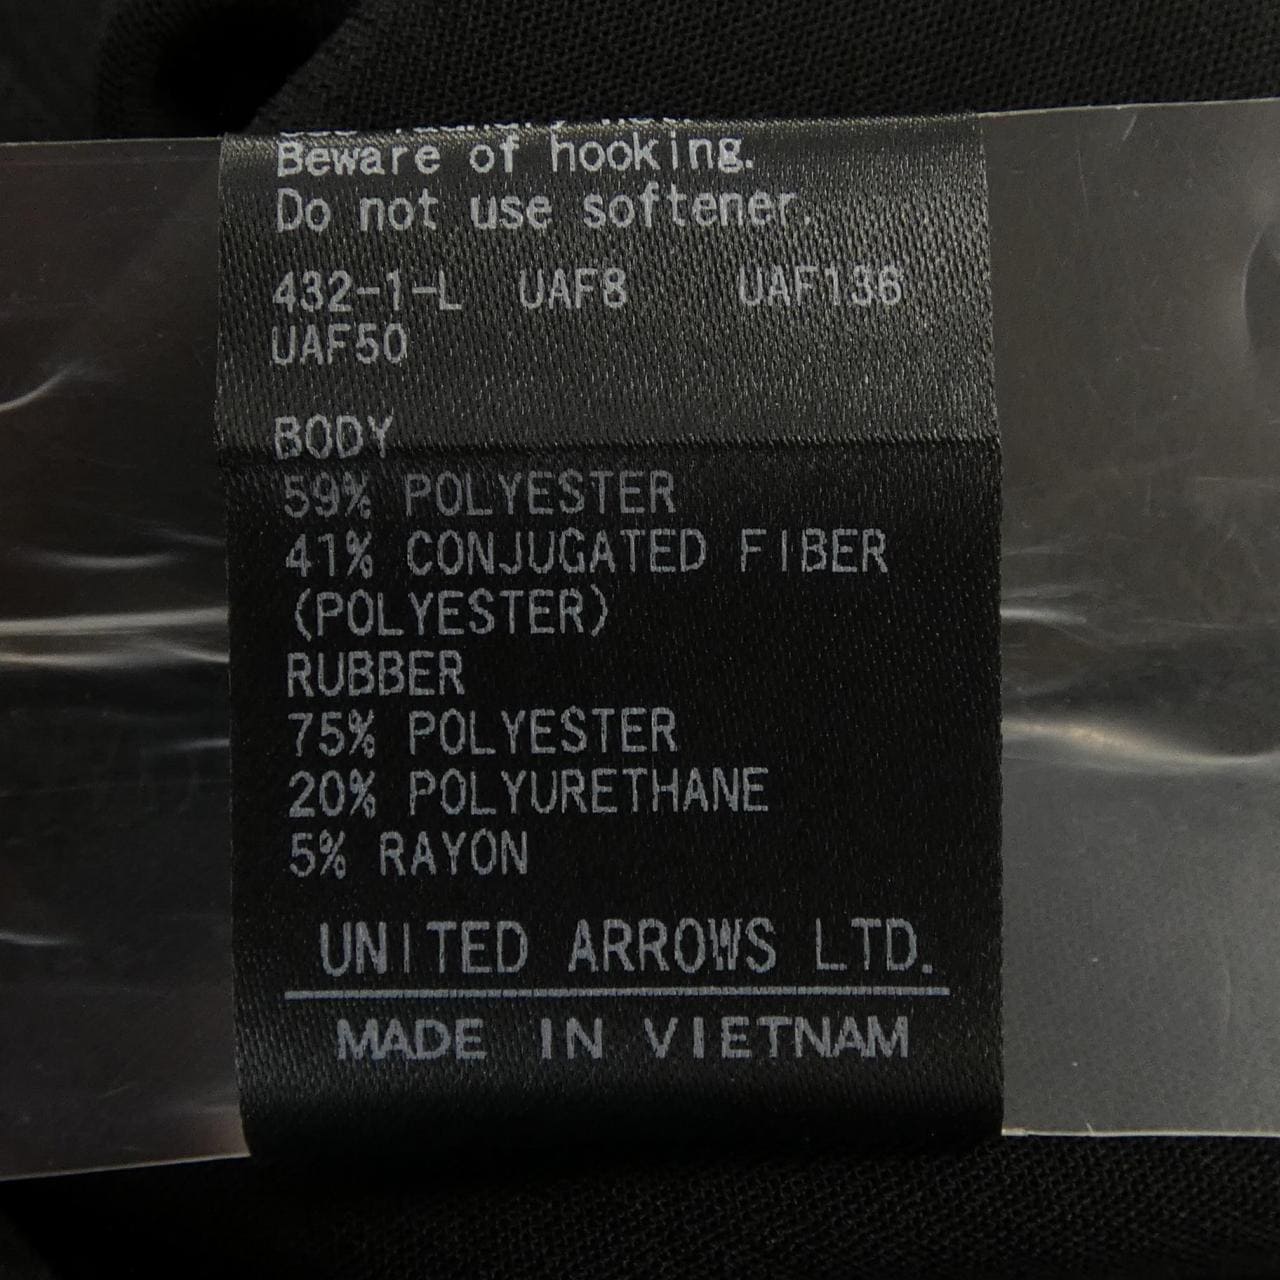 Beware of hooking.
Do not use softener.
432-1-L UAF8 UAF136
UAF50
BODY
59% POLYESTER
41% CONJUGATED FIBER
(POLYESTER)
RUBBER
75% POLYESTER
20% POLYURETHANE
5% RAYON
UNITED ARROWS LTD.
MADE IN VIETNAM